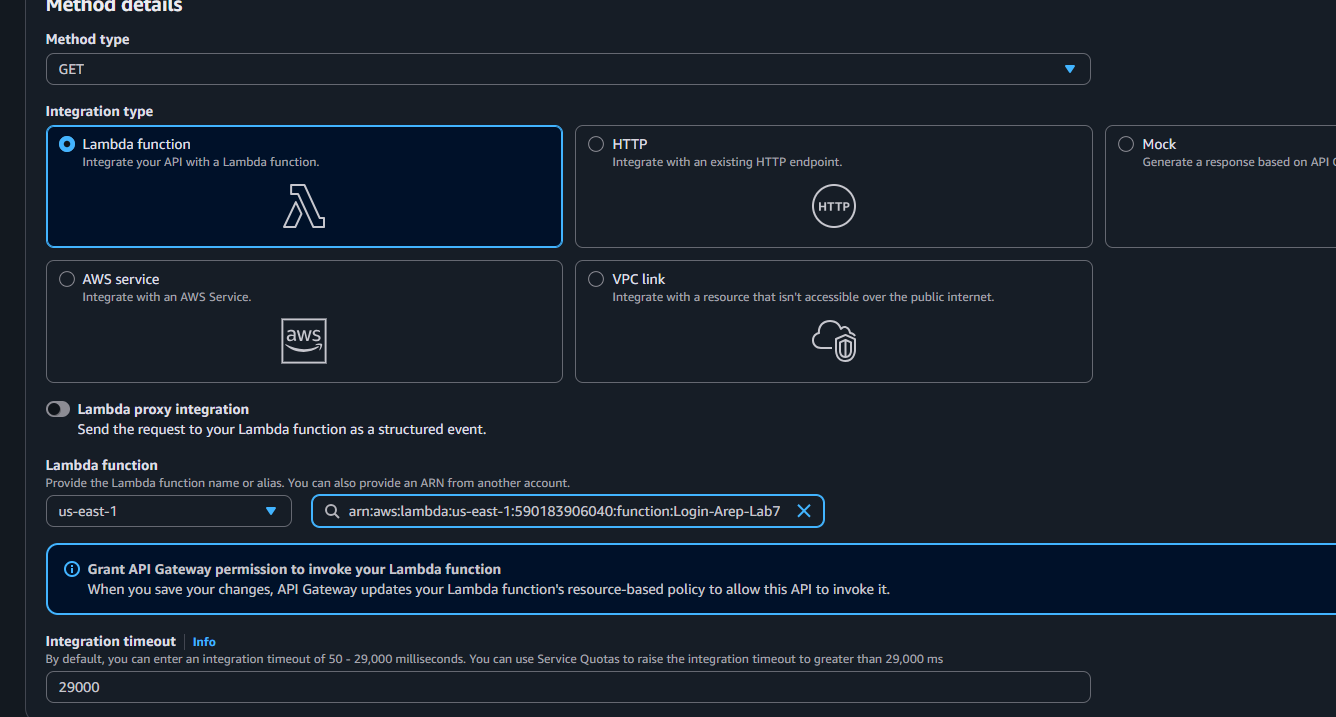 Method details
Method type
GET
Integration type
Lambda function
Integrate your API with a Lambda function.
HTTP
Integrate with an existing HTTP endpoint.
HTTP
Mock
Generate a response based on API
AWS service
Integrate with an AWS Service.
aws
VPC link
Integrate with a resource that isn't accessible over the public internet.
Lambda proxy integration
Send the request to your Lambda function as a structured event.
Lambda function
Provide the Lambda function name or alias. You can also provide an ARN from another account.
us-east-1
arn:aws:lambda:us-east-1:590183906040:function:Login-Arep-Lab7
Grant API Gateway permission to invoke your Lambda function
When you save your changes, API Gateway updates your Lambda function's resource-based policy to allow this API to invoke it.
Integration timeout
Info
By default, you can enter an integration timeout of 50 - 29,000 milliseconds. You can use Service Quotas to raise the integration timeout to greater than 29,000 ms
29000